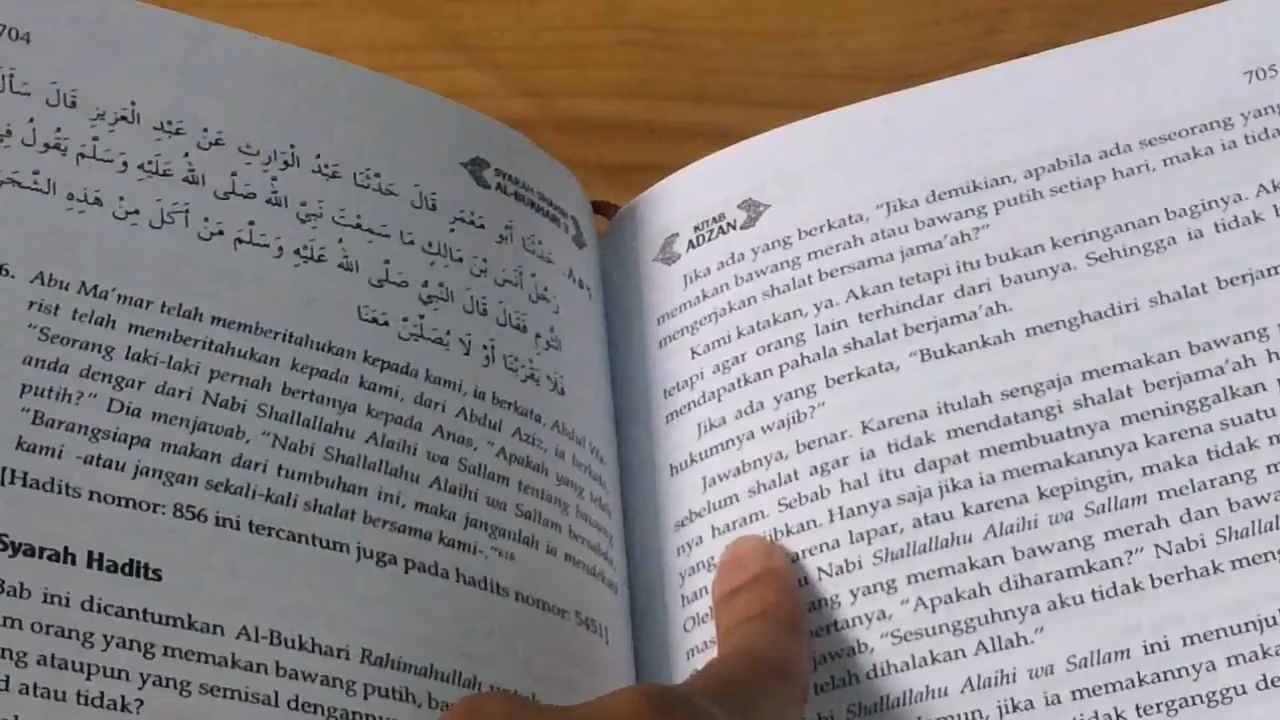 704
SYARAH SHAHIH
AL-BUKHARI
٨٥٦. حَدَّثَنَا أَبُو مَعْمَرٍ قَالَ حَدَّثَنَا عَبْدُ الْوَارِثِ عَنْ عَبْدِ الْعَزِيزِ قَالَ سَأَلَ
رَجُلٌ أَنَسَ بْنَ مَالِكٍ مَا سَمِعْتَ نَبِيَّ اللَّهِ صَلَّى اللَّهُ عَلَيْهِ وَسَلَّمَ يَقُولُ فِي
الثُّومِ فَقَالَ قَالَ النَّبِيُّ صَلَّى اللَّهُ عَلَيْهِ وَسَلَّمَ مَنْ أَكَلَ مِنْ هَذِهِ
فَلَا يَقْرَبْنَا أَوْ لَا يُصَلِّيَنَّ مَعَنَا
6. Abu Ma'mar telah memberitahukan kepada kami, ia berkata, Abdul Wa-
rist telah memberitahukan kepada kami, dari Abdul Aziz, ia berkata,
"Seorang laki-laki pernah bertanya kepada Anas, "Apakah yang telah
anda dengar dari Nabi Shallallahu Alaihi wa Sallam tentang bawang
putih?" Dia menjawab, "Nabi Shallallahu Alaihi wa Sallam bersabda,
"Barangsiapa makan dari tumbuhan ini, maka janganlah ia mendekati
kami -atau jangan sekali-kali shalat bersama kami-."⁶¹⁶
[Hadits nomor: 856 ini tercantum juga pada hadits nomor: 5451]
Syarah Hadits
Bab ini dicantumkan Al-Bukhari Rahimahullah untuk
orang yang memakan bawang putih,
ataupun yang semisal dengannya
atau tidak?
705
KITAB
ADZAN
Jika ada yang berkata, "Jika demikian, apabila ada seseorang yang
memakan bawang merah atau bawang putih setiap hari, maka ia
mengerjakan shalat bersama jama'ah?"
Kami katakan, ya. Akan tetapi itu bukan keringanan baginya.
tetapi agar orang lain terhindar dari baunya. Sehingga ia tidak
mendapatkan pahala shalat berjama'ah.
Jika ada yang berkata, "Bukankah menghadiri shalat
hukumnya wajib?"
Jawabnya, benar. Karena itulah sengaja memakan bawang
sebelum shalat agar ia tidak mendatangi shalat berjama'ah
nya haram. Sebab hal itu dapat membuatnya meninggalkan
yang Hanya saja jika ia memakannya karena suatu
han karena lapar, atau karena kepingin, maka tidak
Nabi Shallallahu Alaihi wa Sallam melarang
yang memakan bawang merah dan
"Apakah diharamkan?" Nabi
"Sesungguhnya aku tidak berhak
telah dihalakan Allah."
Shallallahu Alaihi wa Sallam ini
jika ia memakannya
terganggu